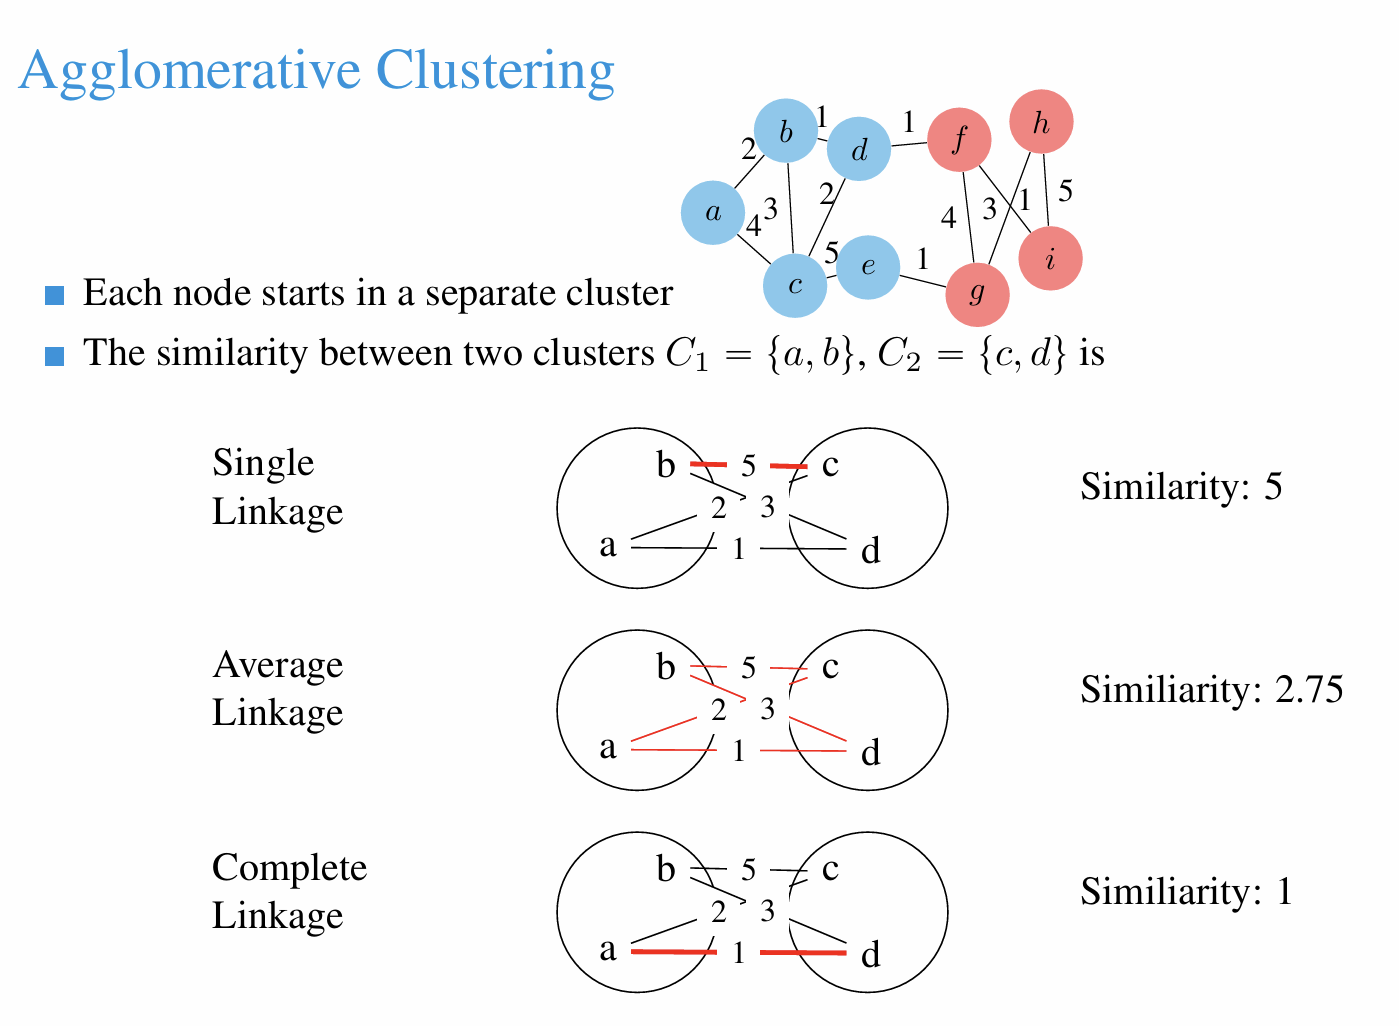 Agglomerative Clustering
b 1 d 1 f h
2 2 4 3 1 5
a 4 3
c 5 e 1 g i
Each node starts in a separate cluster
The similarity between two clusters C₁ = {a, b}, C₂ = {c, d} is
Single
Linkage
b 5 c
2 3
a 1 d
Similarity: 5
Average
Linkage
b 5 c
2 3
a 1 d
Similiarity: 2.75
Complete
Linkage
b 5 c
2 3
a 1 d
Similiarity: 1